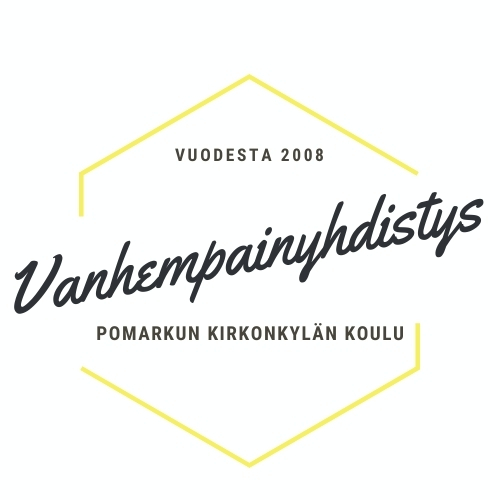 VUODESTA 2008
Vanhempainyhdistys
POMARKUN KIRKONKYLÄN KOULU